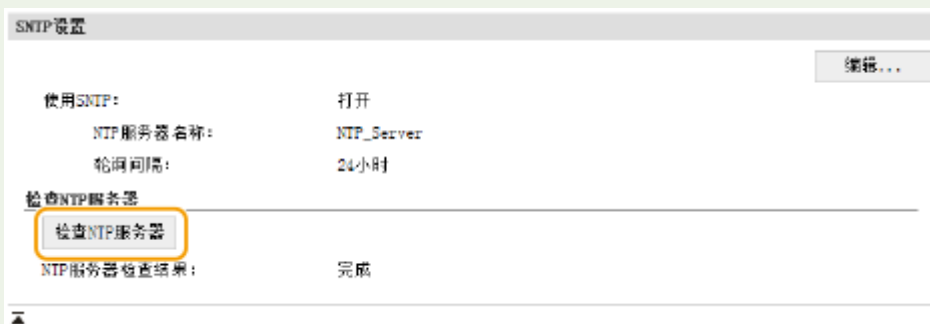 SNTP设置
编辑...
使用SNTP: 打开
NTP服务器名称: NTP_Server
轮询间隔: 24小时
检查NTP服务器
检查NTP服务器
NTP服务器检查结果: 完成